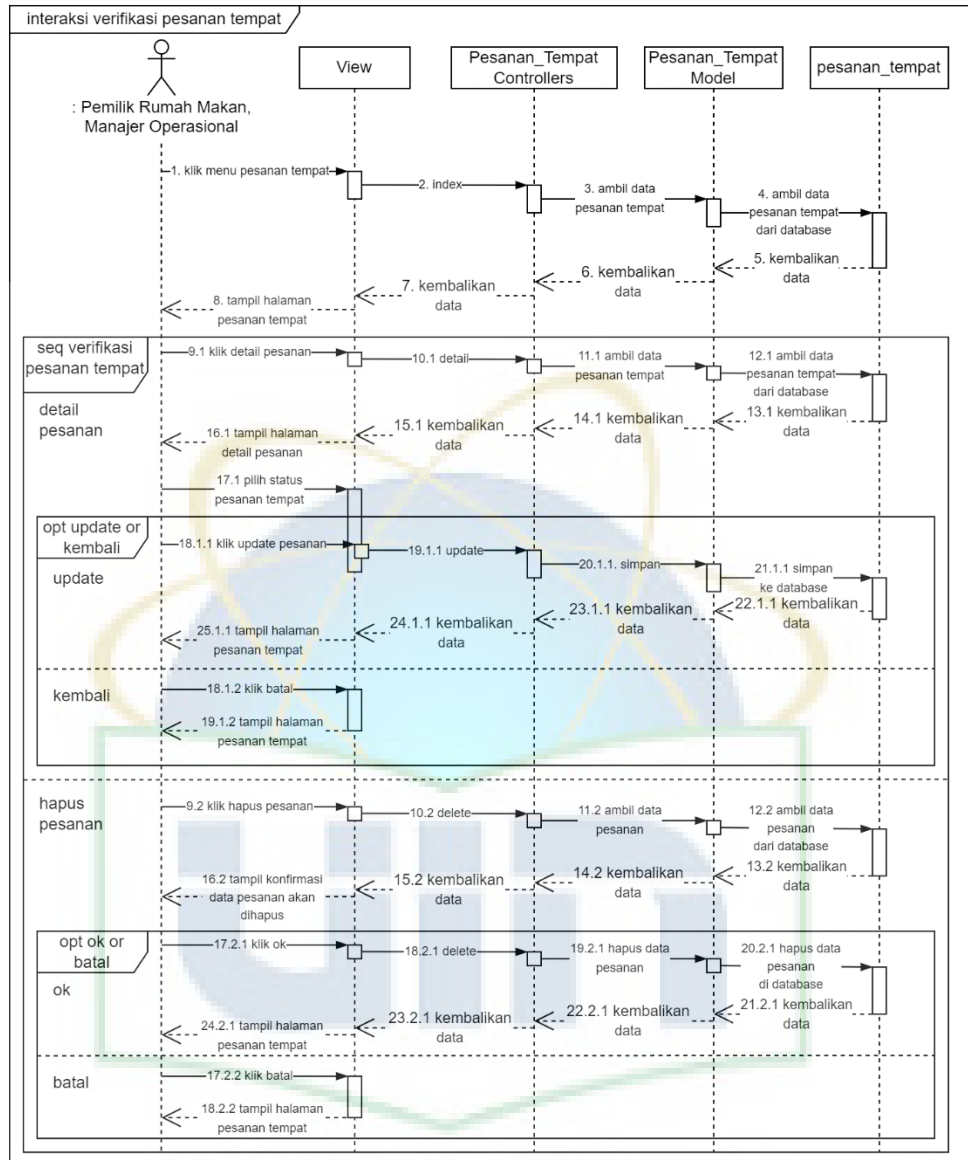 interaksi verifikasi pesanan tempat
: Pemilik Rumah Makan,
Manajer Operasional
View
Pesanan_Tempat
Controllers
Pesanan_Tempat
Model
pesanan_tempat
1. klik menu pesanan tempat
2. index
3. ambil data
pesanan tempat
4. ambil data
pesanan tempat
dari database
5. kembalikan
data
6. kembalikan
data
7. kembalikan
data
8. tampil halaman
pesanan tempat
seq verifikasi
pesanan tempat
detail
pesanan
9.1 klik detail pesanan
10.1 detail
11.1 ambil data
pesanan tempat
12.1 ambil data
pesanan tempat
dari database
13.1 kembalikan
data
14.1 kembalikan
data
15.1 kembalikan
data
16.1 tampil halaman
detail pesanan
17.1 pilih status
pesanan tempat
opt update or
kembali
update
18.1.1 klik update pesanan
19.1.1 update
20.1.1. simpan
21.1.1 simpan
ke database
22.1.1 kembalikan
data
23.1.1 kembalikan
data
24.1.1 kembalikan
data
25.1.1 tampil halaman
pesanan tempat
kembali
18.1.2 klik batal
19.1.2 tampil halaman
pesanan tempat
hapus
pesanan
9.2 klik hapus pesanan
10.2 delete
11.2 ambil data
pesanan
12.2 ambil data
pesanan
dari database
13.2 kembalikan
data
14.2 kembalikan
data
15.2 kembalikan
data
16.2 tampil konfirmasi
data pesanan akan
dihapus
opt ok or
batal
ok
17.2.1 klik ok
18.2.1 delete
19.2.1 hapus data
pesanan
20.2.1 hapus data
pesanan
di database
21.2.1 kembalikan
data
22.2.1 kembalikan
data
23.2.1 kembalikan
data
24.2.1 tampil halaman
pesanan tempat
batal
17.2.2 klik batal
18.2.2 tampil halaman
pesanan tempat
uin